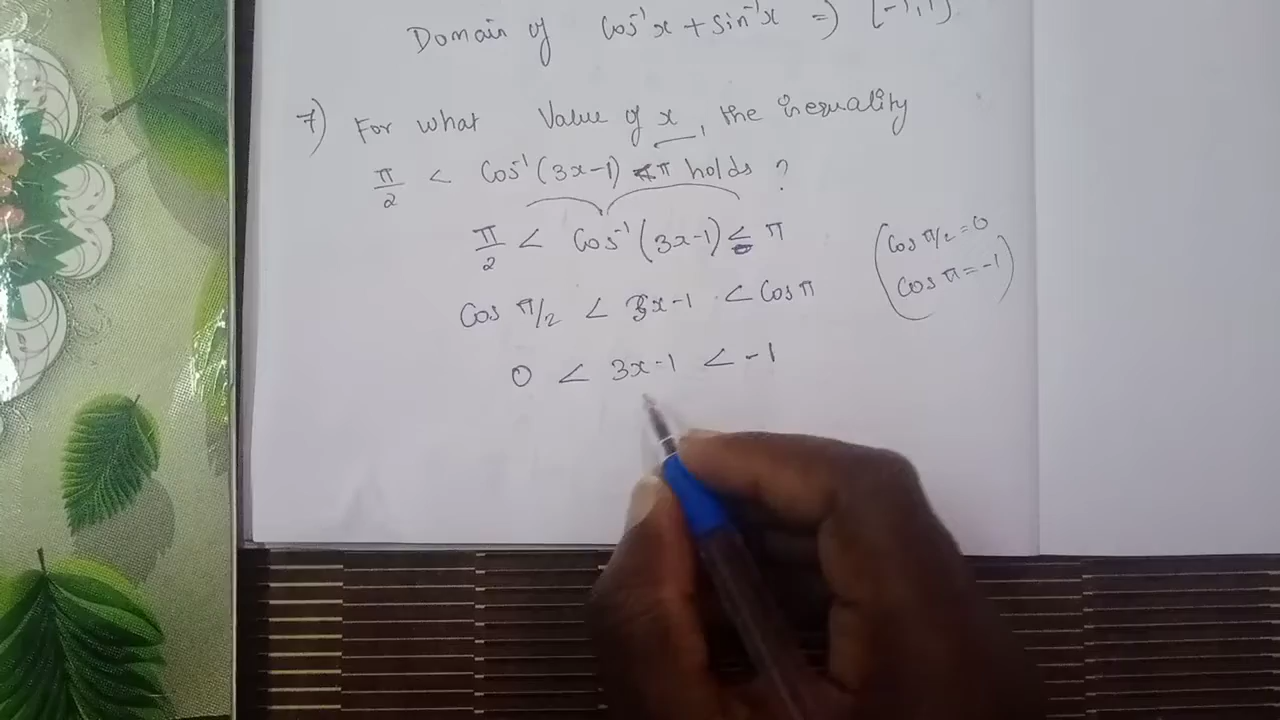 Domain of cos⁻¹x + sin⁻¹x ⇒ [-1, 1]
7) For what value of x, the inequality
π/2 < cos⁻¹(3x-1) < π holds ?
π/2 < cos⁻¹(3x-1) < π
(cos π/2 = 0
cos π = -1)
cos π/2 < 3x-1 < cos π
0 < 3x-1 < -1